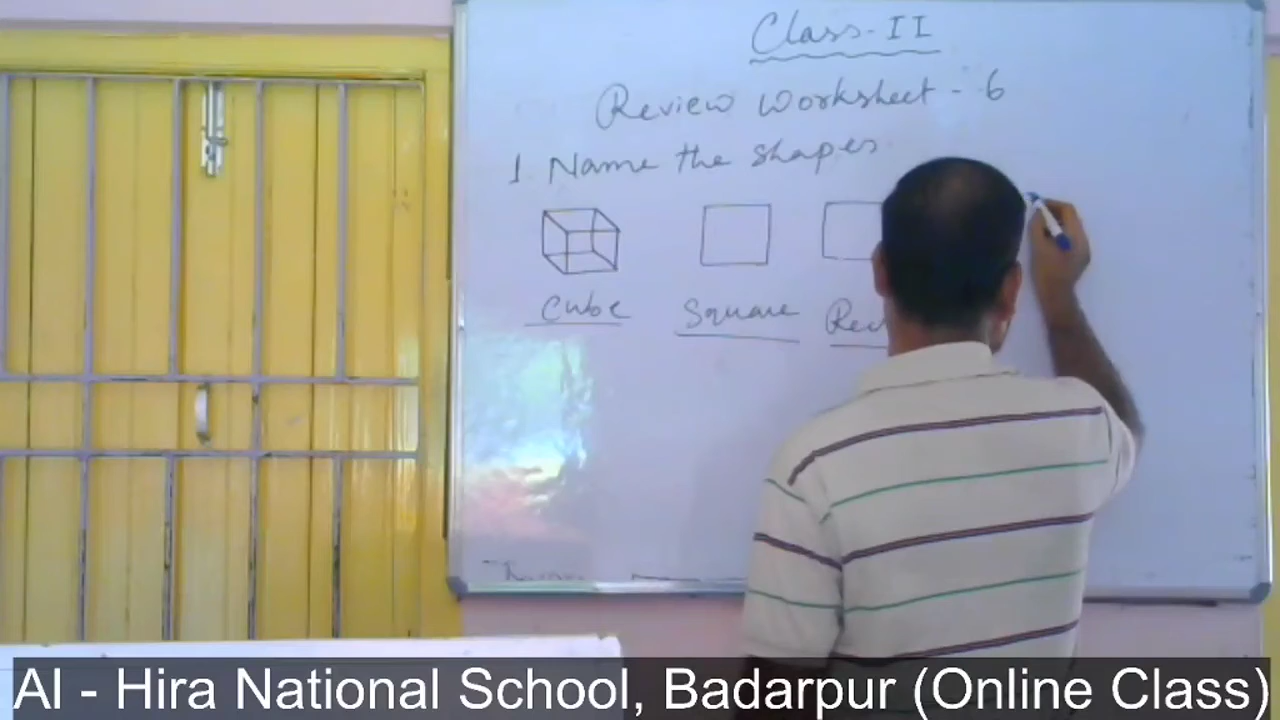 Class-II
Review Worksheet - 6
1 Name the shapes
Cube Square
Al - Hira National School, Badarpur (Online Class)